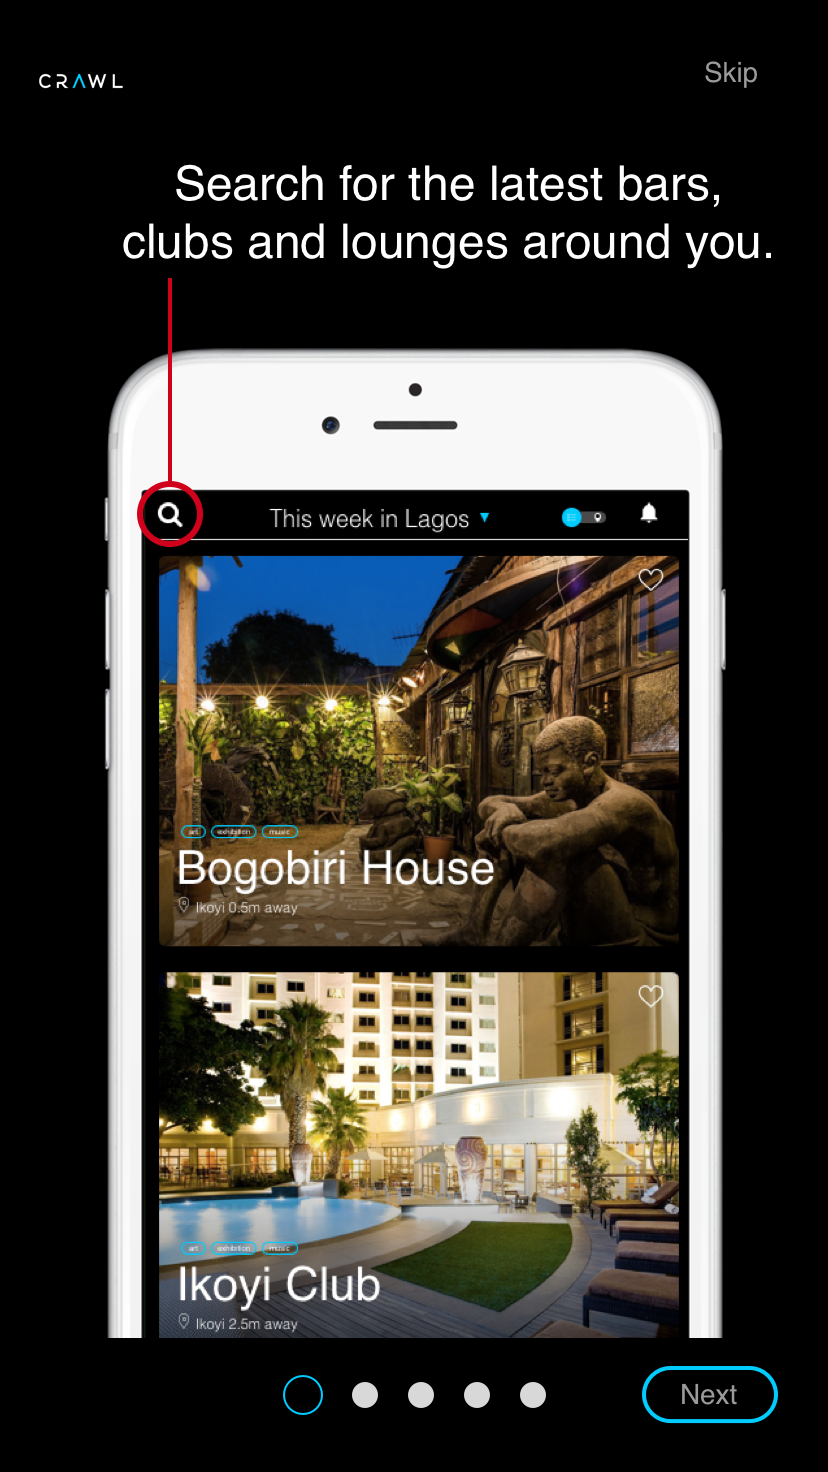 CRAWL
Skip
Search for the latest bars,
clubs and lounges around you.
This week in Lagos
art exhibition music
Bogobiri House
Ikoyi 0.5m away
art exhibition music
Ikoyi Club
Ikoyi 2.5m away
Next